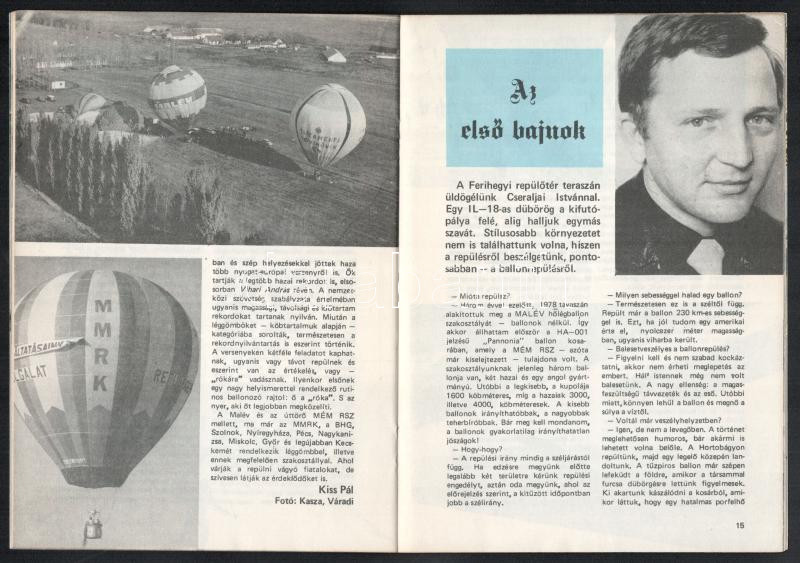 MMRK
LTATÁSAINK
LGÁLAT
ban és szép helyezésekkel jöttek haza
több nyugat-európai versenyről is. Ők
tartják a legtöbb hazai rekordot is, első-
sorban Vihari András révén. A nemzet-
közi szövetség szabályzata értelmében
ugyanis magassági, távolsági és időtartam
rekordokat tartanak nyilván. Miután a
léggömböket — köbtartalmuk alapján —
kategóriába sorolták, természetesen a
rekordnyilvántartás is eszerint történik.
A versenyeken kétféle feladatot kaphat-
nak, ugyanis vagy távot repülnek és
eszerint van az értékelés, vagy —
„rókára” vadásznak. Ilyenkor elsőnek
egy nagy helyismerettel rendelkező ruti-
nos ballonozó rajtol: ő a „róka”. S az
nyer, aki őt legjobban megközelíti.
A Malév és az úttörő MÉM RSZ
mellett, ma már az MMRK, a BHG,
Szolnok, Nyíregyháza, Pécs, Nagykani-
zsa, Miskolc, Győr és legújabban Kecs-
kemét rendelkezik léggömbbel, illetve
ennek megfelelően szakosztállyal. Ahol
várják a repülni vágyó fiatalokat, de
szívesen látják az érdeklődőket is.
Kiss Pál
Fotó: Kasza, Váradi
Az
első bajnok
A Ferihegyi repülőtér teraszán
üldögélünk Cseraljai Istvánnal.
Egy IL—18-as dübörög a kifutó-
pálya felé, alig halljuk egymás
szavát. Stílusosabb környezetet
nem is találhattunk volna, hiszen
a repülésről beszélgetünk, ponto-
sabban — a ballonrepülésről.
— Mióta repülsz?
— Három évvel ezelőtt, 1978 tavaszán
alakítottuk meg a MALÉV hőlégballon
szakosztályát — ballonok nélkül. Így
akkor állhattam először a HA—001
jelzésű „Pannonia” ballon kosa-
rában, amely a MÉM RSZ — azóta
már kiselejtezett — tulajdona volt. A
szakosztályunknak jelenleg három bal-
lonja van, két hazai és egy angol gyárt-
mányú. Utóbbi a legkisebb, a kupolája
1600 köbméteres, míg a hazaiak 3000,
illetve 4000, köbméteresek. A kisebb
ballonok irányíthatóbbak, a nagyobbak
teherbíróbbak. Bár meg kell mondanom,
a ballonok gyakorlatilag irányíthatatlan
jószágok!
— Hogy-hogy?
— A repülési irány mindig a széljárástól
függ. Ha edzésre megyünk előtte
legalább két területre kérünk repülési
engedélyt, aztán oda megyünk, ahol az
előrejelzés szerint, a kitűzött időpontban
jobb a szélirány.
— Milyen sebességgel halad egy ballon?
— Természetesen ez is a széltől függ.
Repült már a ballon 230 km-es sebesség-
gel is. Ezt, ha jól tudom egy amerikai
érte el, nyolcezer méter magasság-
ban, ugyanis viharba került.
— Balesetveszélyes a ballonrepülés?
— Figyelni kell és nem szabad kockáz-
tatni, akkor nem érheti meglepetés az
embert. Hál' istennek még nem volt
balesetünk. A nagy ellenség: a magas-
feszültségű távvezeték és az eső. Utóbbi
miatt, könnyen lehűl a ballon és megnő a
súlya a víztől.
— Voltál már veszélyhelyzetben?
— Igen, de nem a levegőben. A történet
meglehetősen humoros, bár akármi is
lehetett volna belőle. A Hortobágyon
repültünk, majd egy legelő közepén lan-
doltunk. A tűzpiros ballon már szépen
lefeküdt a földre, amikor a társammal
furcsa dübörgésre lettünk figyelmesek.
Ki akartunk kászálódni a kosárból, ami-
kor láttuk, hogy egy hatalmas porfelhő
15